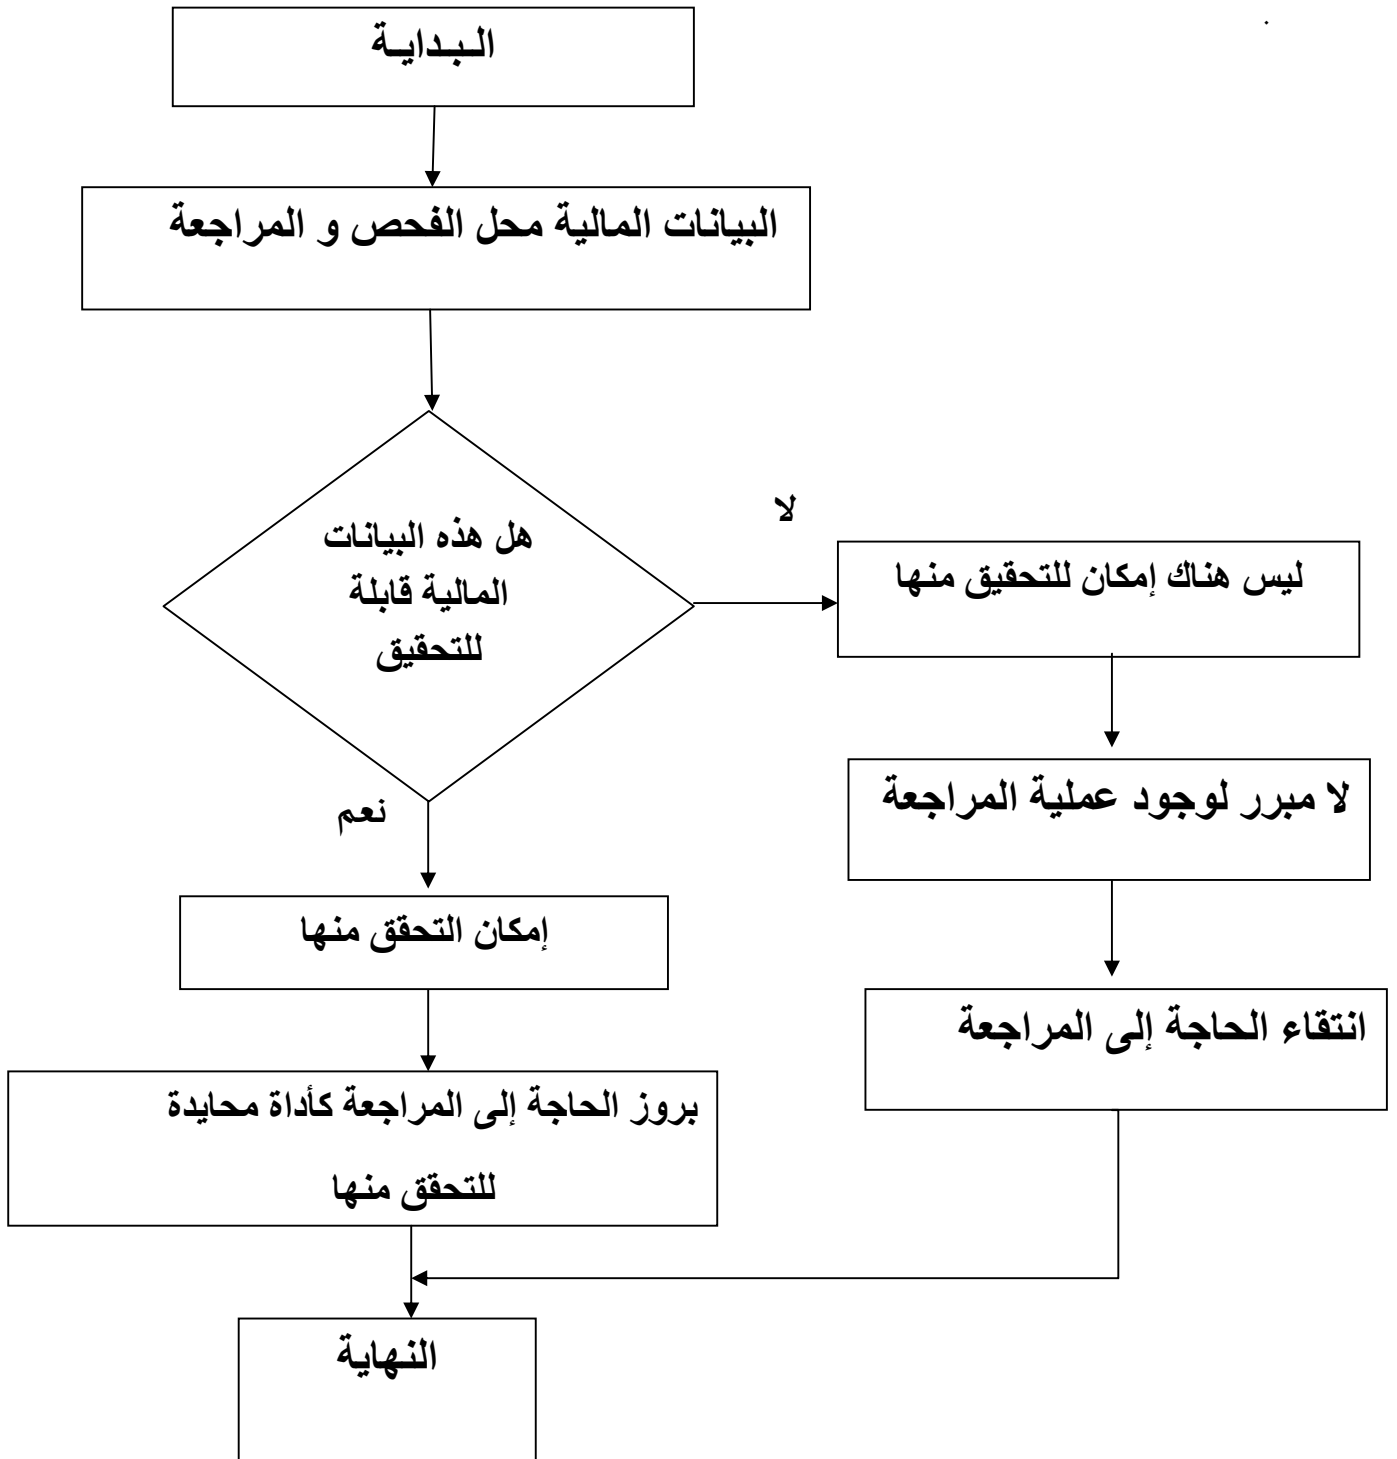 الـبـدايـة
البيانات المالية محل الفحص و المراجعة
هل هذه البيانات
المالية قابلة
للتحقيق
لا
ليس هناك إمكان للتحقيق منها
لا مبرر لوجود عملية المراجعة
انتقاء الحاجة إلى المراجعة
نعم
إمكان التحقق منها
بروز الحاجة إلى المراجعة كأداة محايدة
للتحقق منها
النهاية